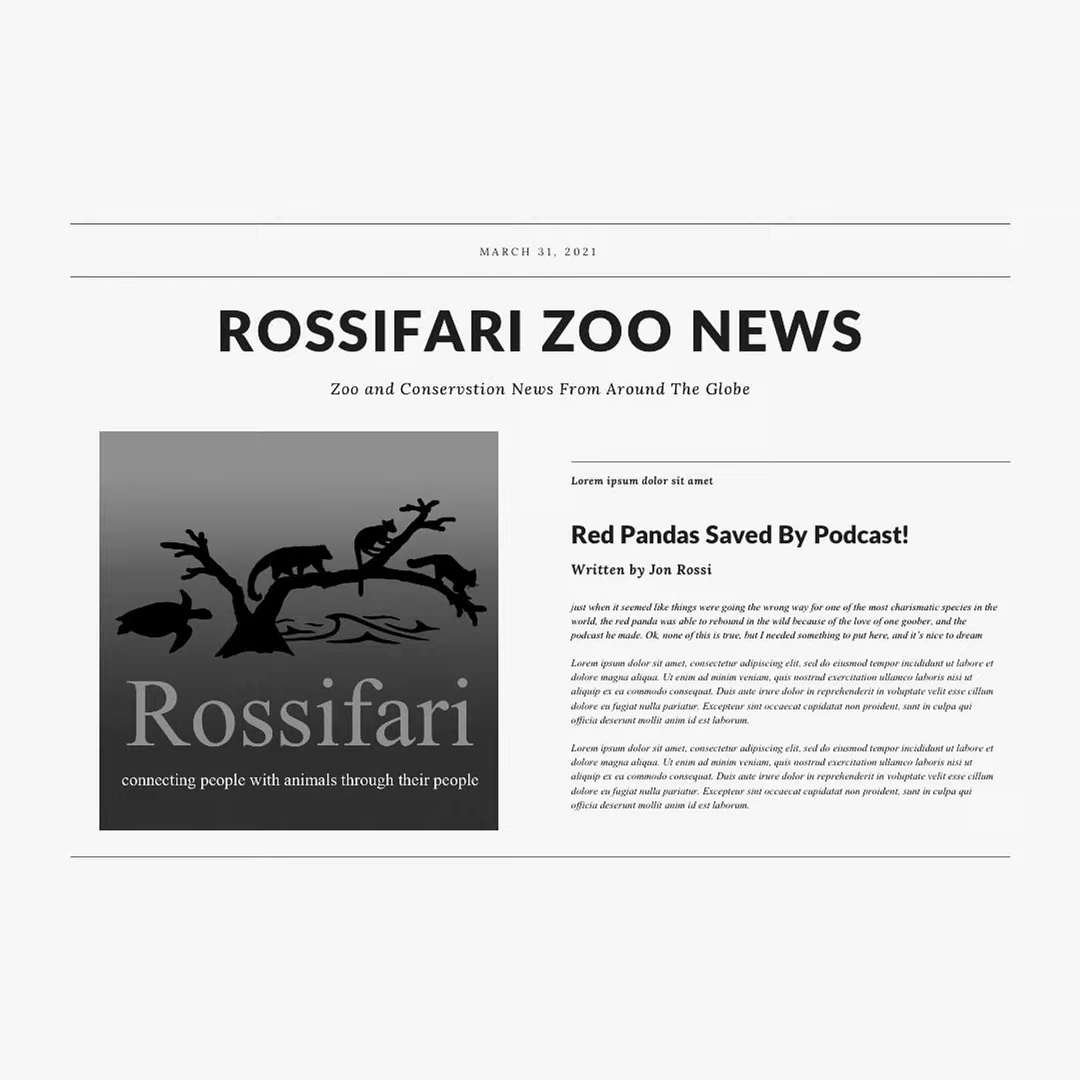 MARCH 31, 2021
ROSSIFARI ZOO NEWS
Zoo and Conservstion News From Around The Globe
Rossifari
connecting people with animals through their people
Lorem ipsum dolor sit amet
Red Pandas Saved By Podcast!
Written by Jon Rossi
just when it seemed like things were going the wrong way for one of the most charismatic species in the
world, the red panda was able to rebound in the wild because of the love of one goober, and the
podcast he made. Ok, none of this is true, but I needed something to put here, and it's nice to dream
Lorem ipsum dolor sit amet, consectetur adipiscing elit, sed do eiusmod tempor incididunt ut labore et
dolore magna aliqua. Ut enim ad minim veniam, quis nostrud exercitation ullamco laboris nisi ut
aliquip ex ea commodo consequat. Duis aute irure dolor in reprehenderit in voluptate velit esse cillum
dolore eu fugiat nulla pariatur. Excepteur sint occaecat cupidatat non proident, sunt in culpa qui
officia deserunt mollit anim id est laborum.
Lorem ipsum dolor sit amet, consectetur adipiscing elit, sed do eiusmod tempor incididunt ut labore et
dolore magna aliqua. Ut enim ad minim veniam, quis nostrud exercitation ullamco laboris nisi ut
aliquip ex ea commodo consequat. Duis aute irure dolor in reprehenderit in voluptate velit esse cillum
dolore eu fugiat nulla pariatur. Excepteur sint occaecat cupidatat non proident, sunt in culpa qui
officia deserunt mollit anim id est laborum.